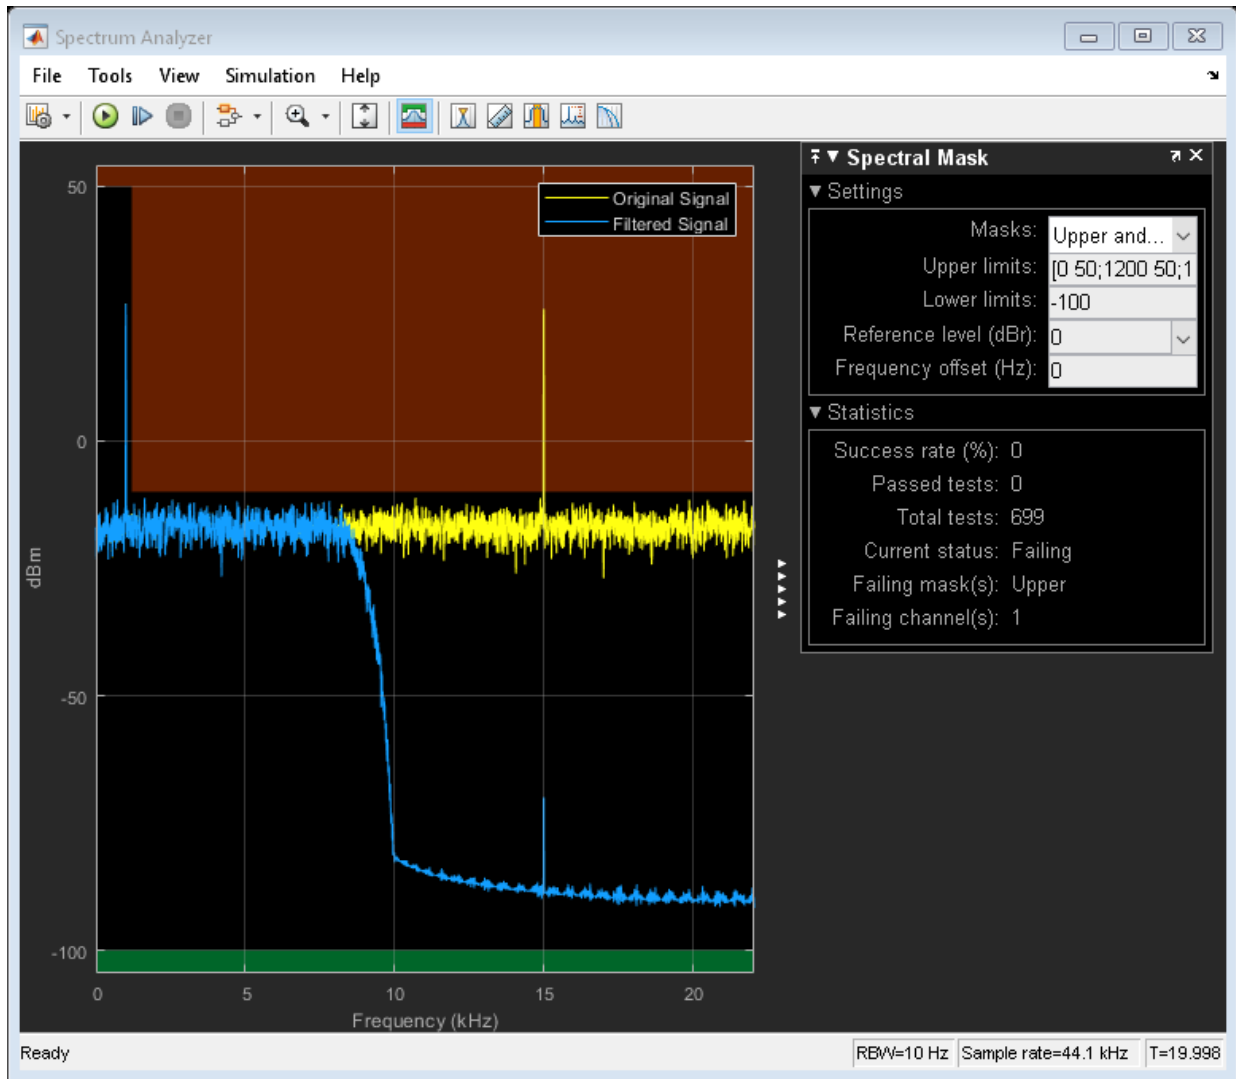 Spectrum Analyzer
File Tools View Simulation Help
50
0
-50
-100
dBm
0 5 10 15 20
Frequency (kHz)
Original Signal
Filtered Signal
Spectral Mask
Settings
Masks: Upper and...
Upper limits: [0 50;1200 50;1
Lower limits: -100
Reference level (dBr): 0
Frequency offset (Hz): 0
Statistics
Success rate (%): 0
Passed tests: 0
Total tests: 699
Current status: Failing
Failing mask(s): Upper
Failing channel(s): 1
Ready
RBW=10 Hz Sample rate=44.1 kHz T=19.998